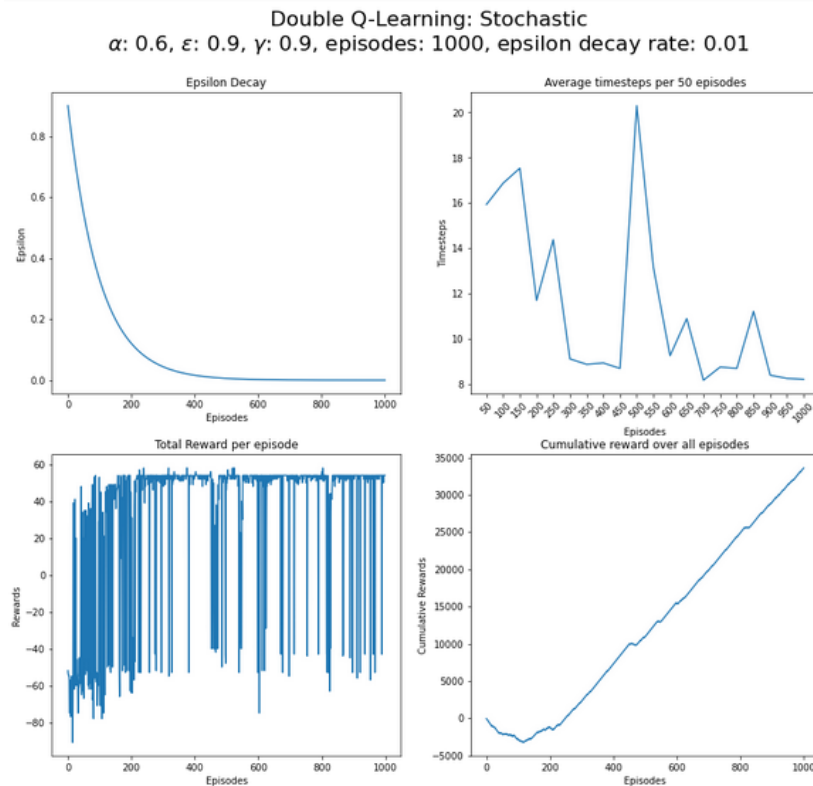 Double Q-Learning: Stochastic
α: 0.6, ε: 0.9, γ: 0.9, episodes: 1000, epsilon decay rate: 0.01
Epsilon Decay
Epsilon
0.8
0.6
0.4
0.2
0.0
0 200 400 600 800 1000
Episodes
Average timesteps per 50 episodes
Timesteps
20
18
16
14
12
10
8
50 100 150 200 250 300 350 400 450 500 550 600 650 700 750 800 850 900 950 1000
Episodes
Total Reward per episode
Rewards
60
40
20
0
−20
−40
−60
−80
0 200 400 600 800 1000
Episodes
Cumulative reward over all episodes
Cumulative Rewards
35000
30000
25000
20000
15000
10000
5000
0
−5000
0 200 400 600 800 1000
Episodes